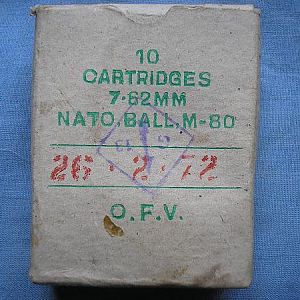 10
CARTRIDGES
7·62MM
NATO BALL M-80
26·2·72
O.F.V.